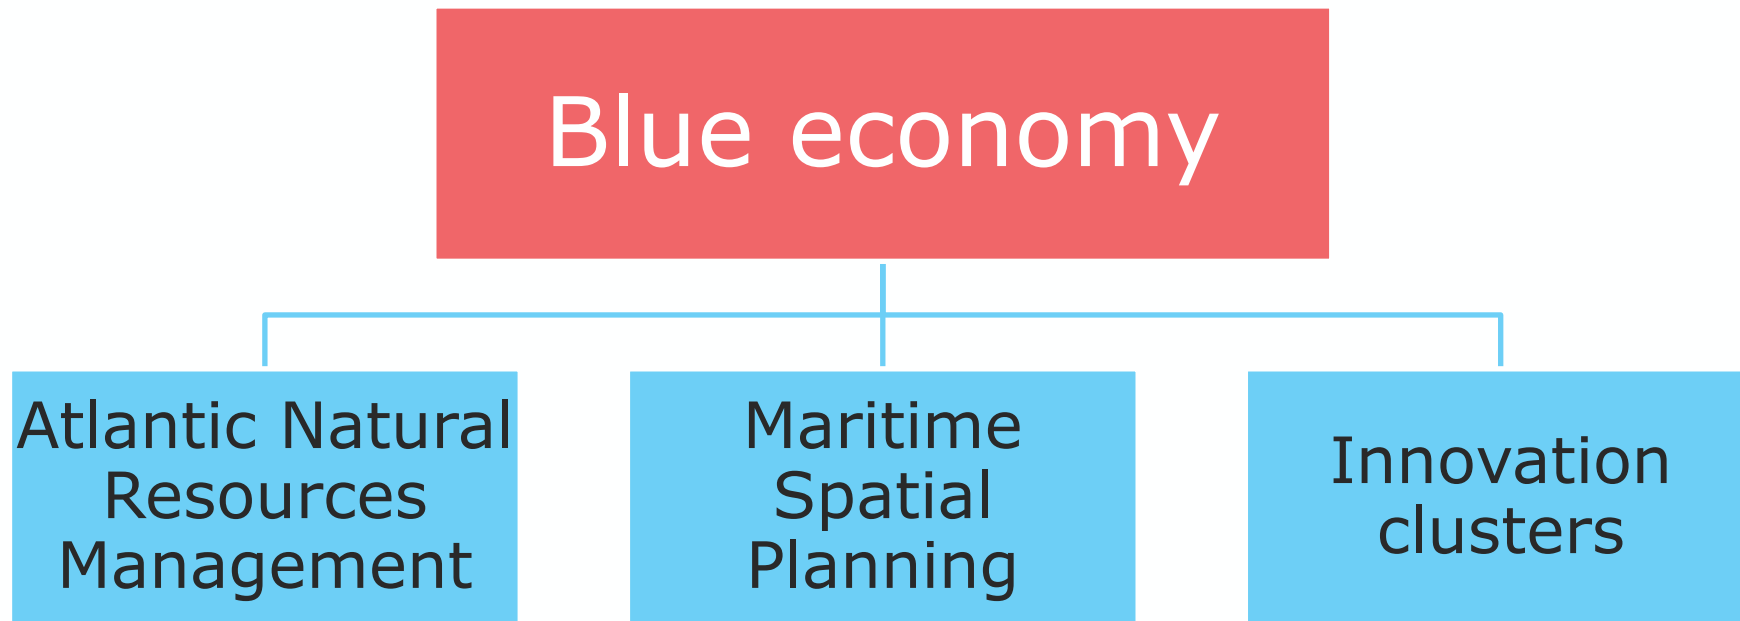 Blue economy
Atlantic Natural
Resources
Management
Maritime
Spatial
Planning
Innovation
clusters